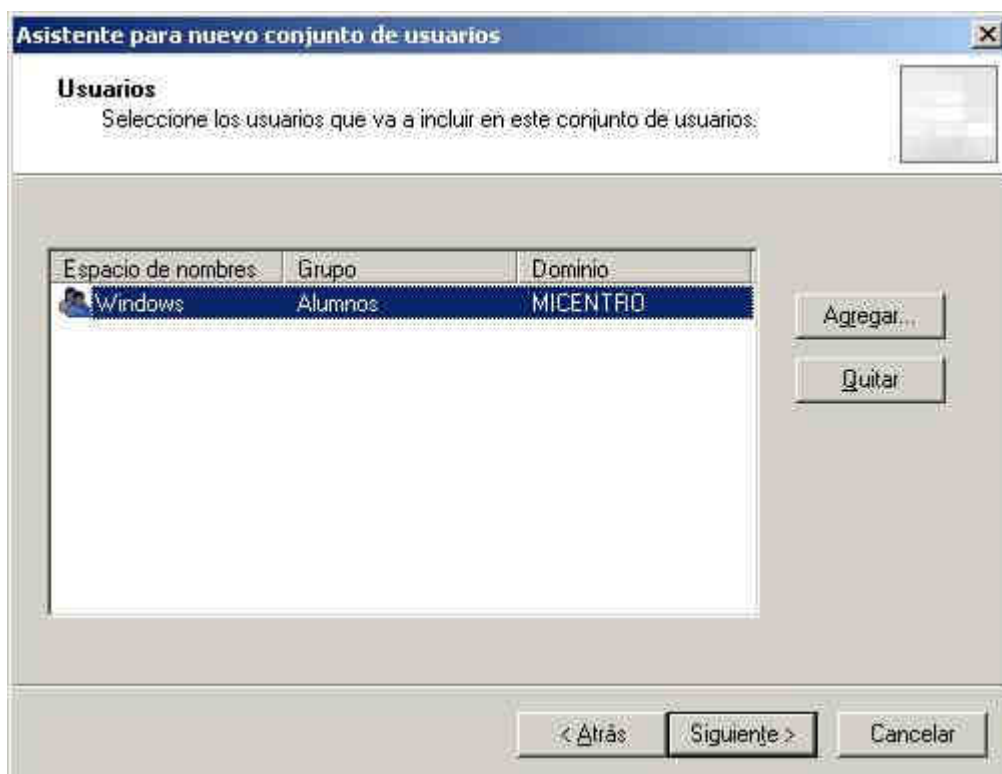 Asistente para nuevo conjunto de usuarios
Usuarios
Seleccione los usuarios que va a incluir en este conjunto de usuarios.
Espacio de nombres Grupo Dominio
Windows Alumnos MICENTRO
Agregar...
Quitar
< Atrás Siguiente > Cancelar